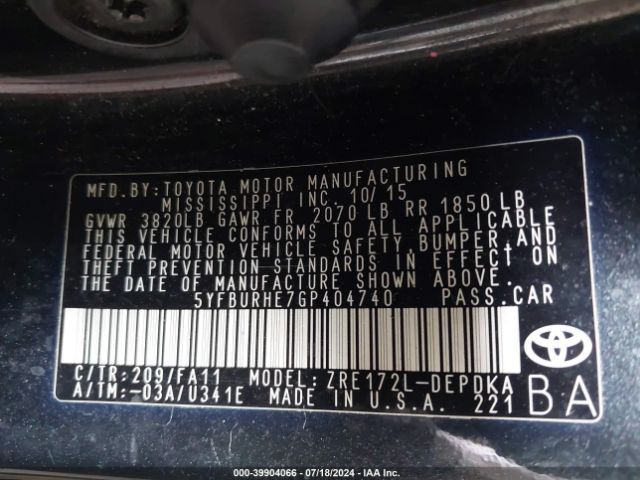 MFD. BY: TOYOTA MOTOR MANUFACTURING
MISSISSIPPI INC. 10/15
GVWR 3820LB GAWR FR 2070 LB RR 1850 LB
THIS VEHICLE CONFORMS TO ALL APPLICABLE
FEDERAL MOTOR VEHICLE SAFETY, BUMPER, AND
THEFT PREVENTION STANDARDS IN EFFECT ON
THE DATE OF MANUFACTURE SHOWN ABOVE.
5YFBURHE7GP404740 PASS. CAR
C/TR: 209/FA11 MODEL: ZRE172L-DEPDKA
A/TM: -03A/U341E MADE IN U.S.A. 221
BA
000-39904066 - 07/18/2024 - IAA Inc.